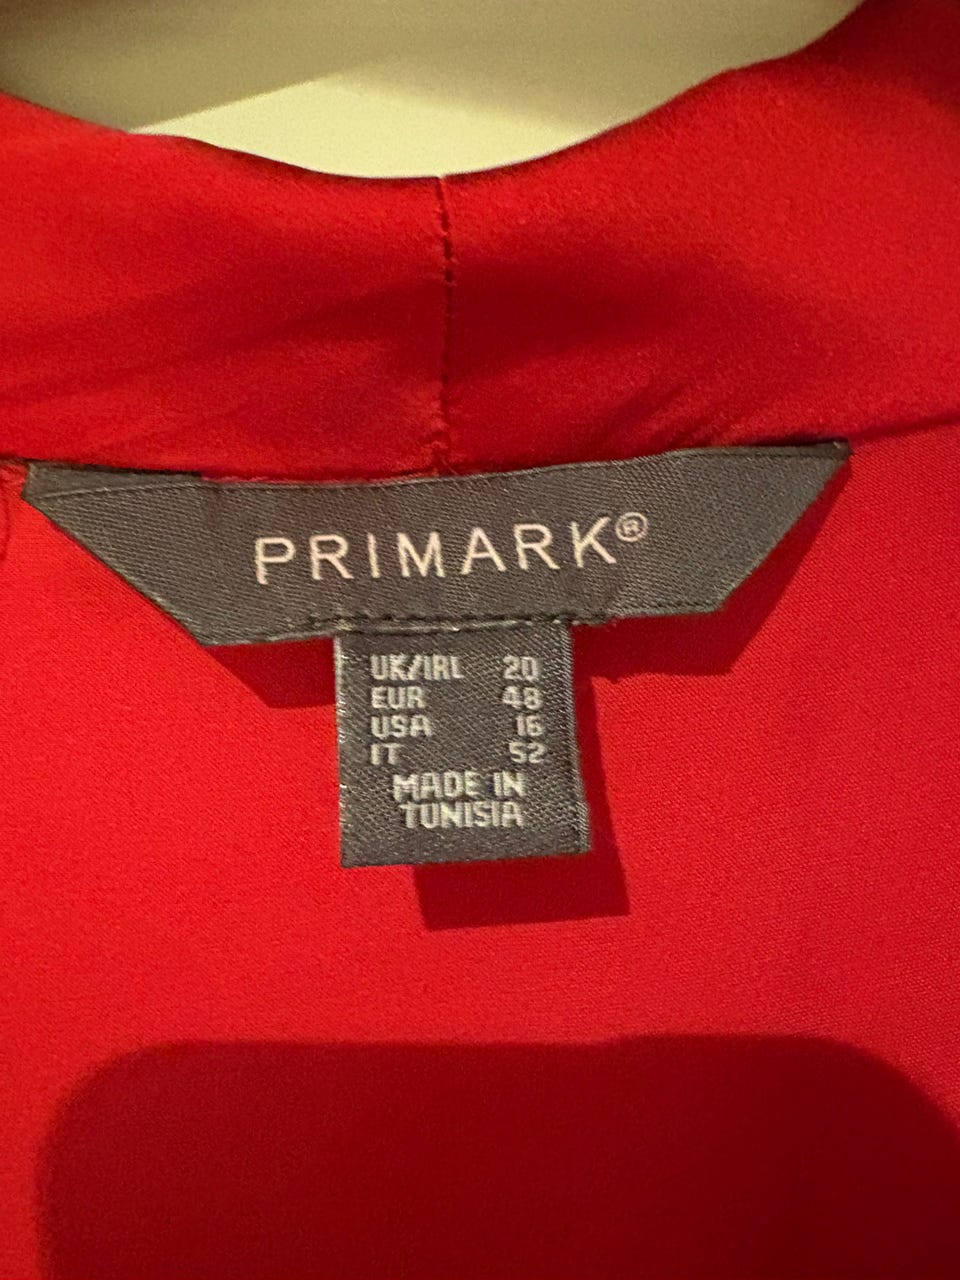 PRIMARK®
UK/IRL 20
EUR 48
USA 16
IT 52
MADE IN
TUNISIA